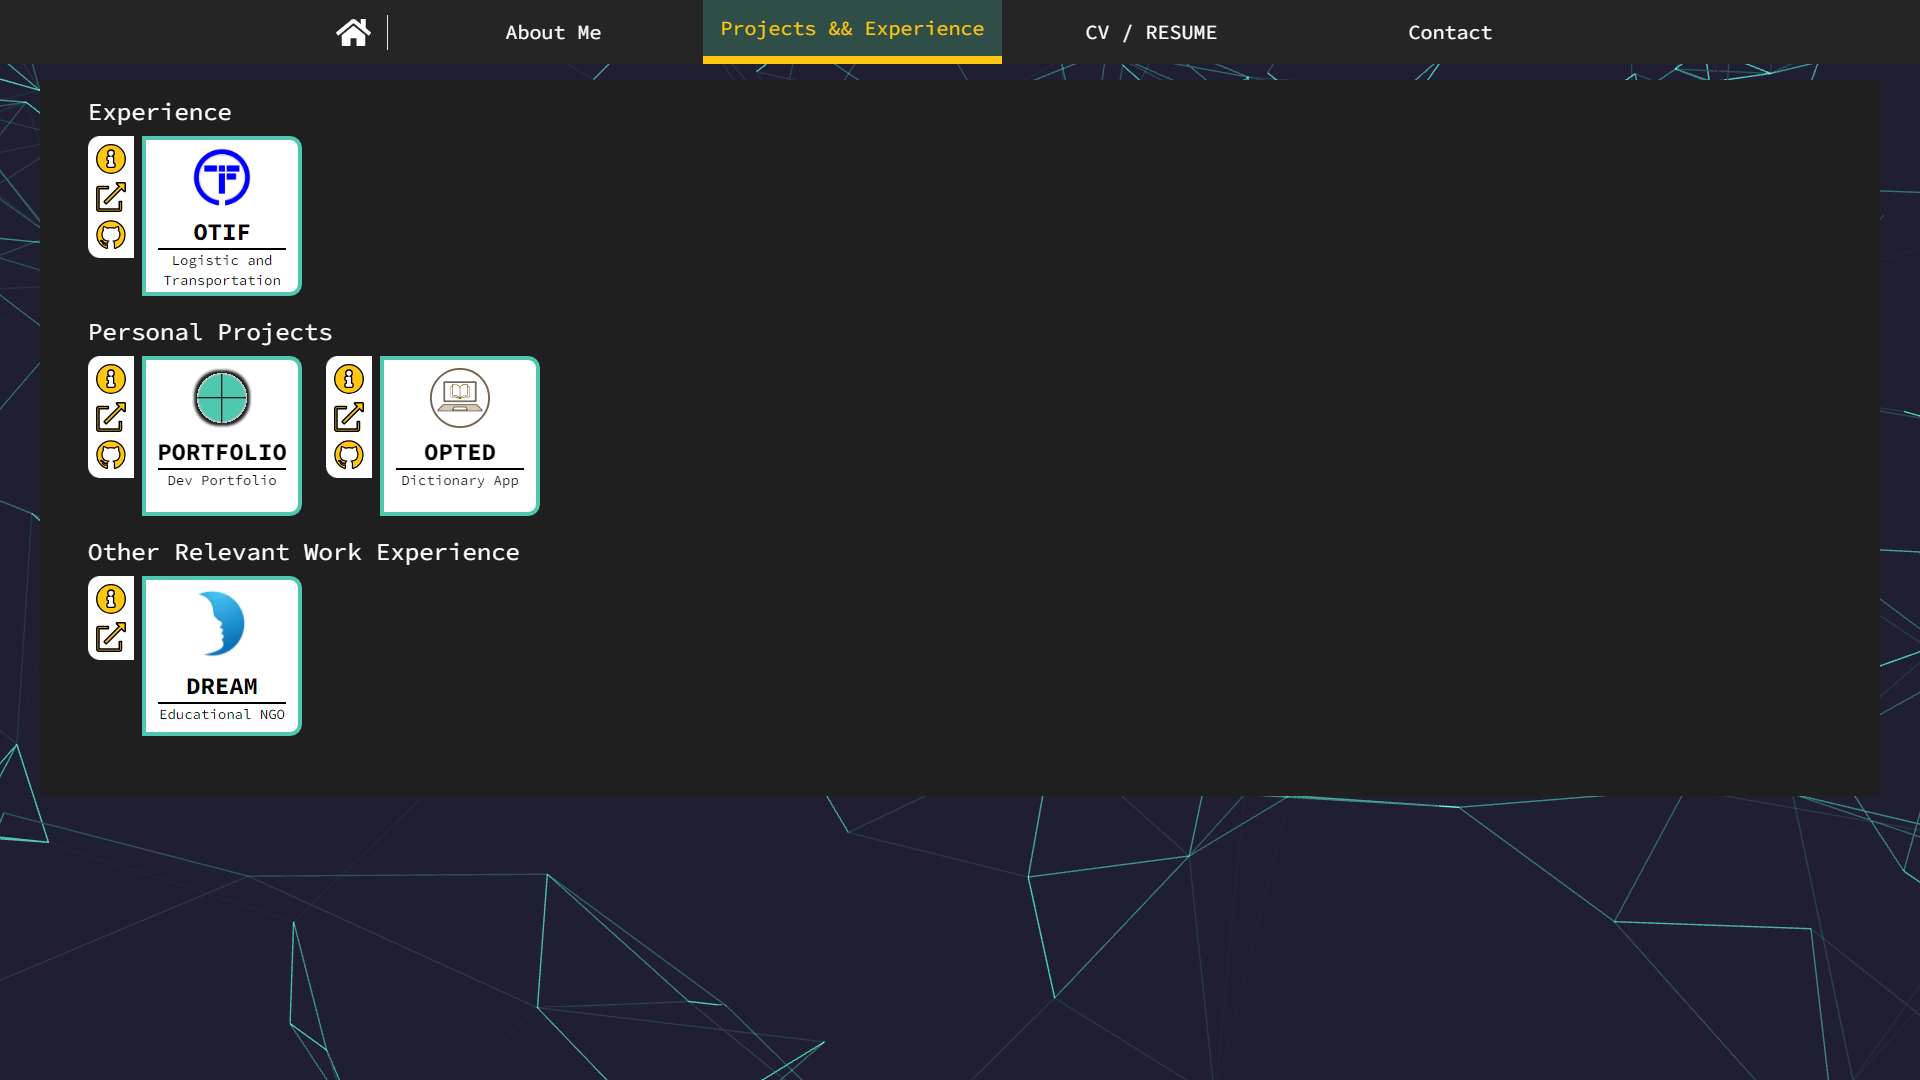 About Me
Projects && Experience
CV / RESUME
Contact
Experience
OTIF
Logistic and
Transportation
Personal Projects
PORTFOLIO
Dev Portfolio
OPTED
Dictionary App
Other Relevant Work Experience
DREAM
Educational NGO